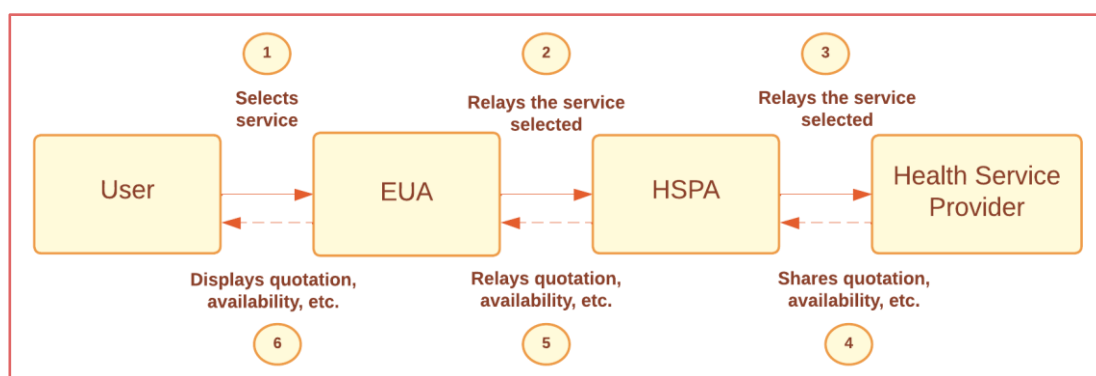 1
2
3
Selects
service
Relays the service
selected
Relays the service
selected
User
EUA
HSPA
Health Service
Provider
Displays quotation,
availability, etc.
Relays quotation,
availability, etc.
Shares quotation,
availability, etc.
6
5
4